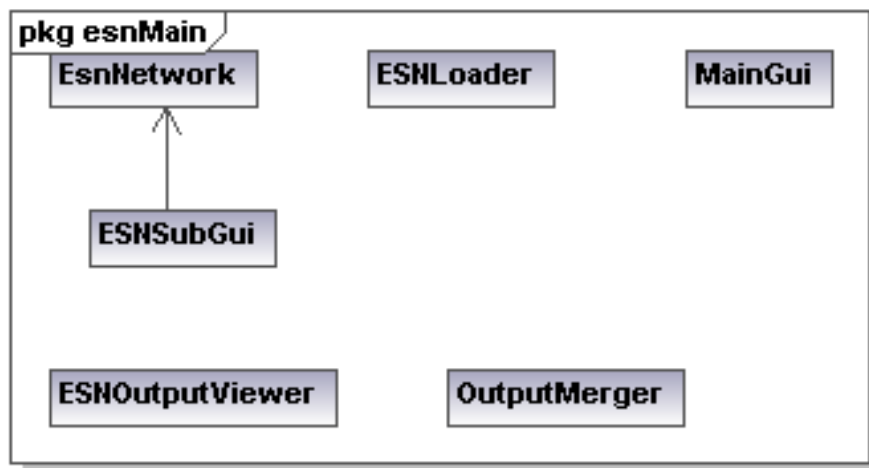 pkg esnMain
EsnNetwork
ESNLoader
MainGui
ESNSubGui
ESNOutputViewer
OutputMerger